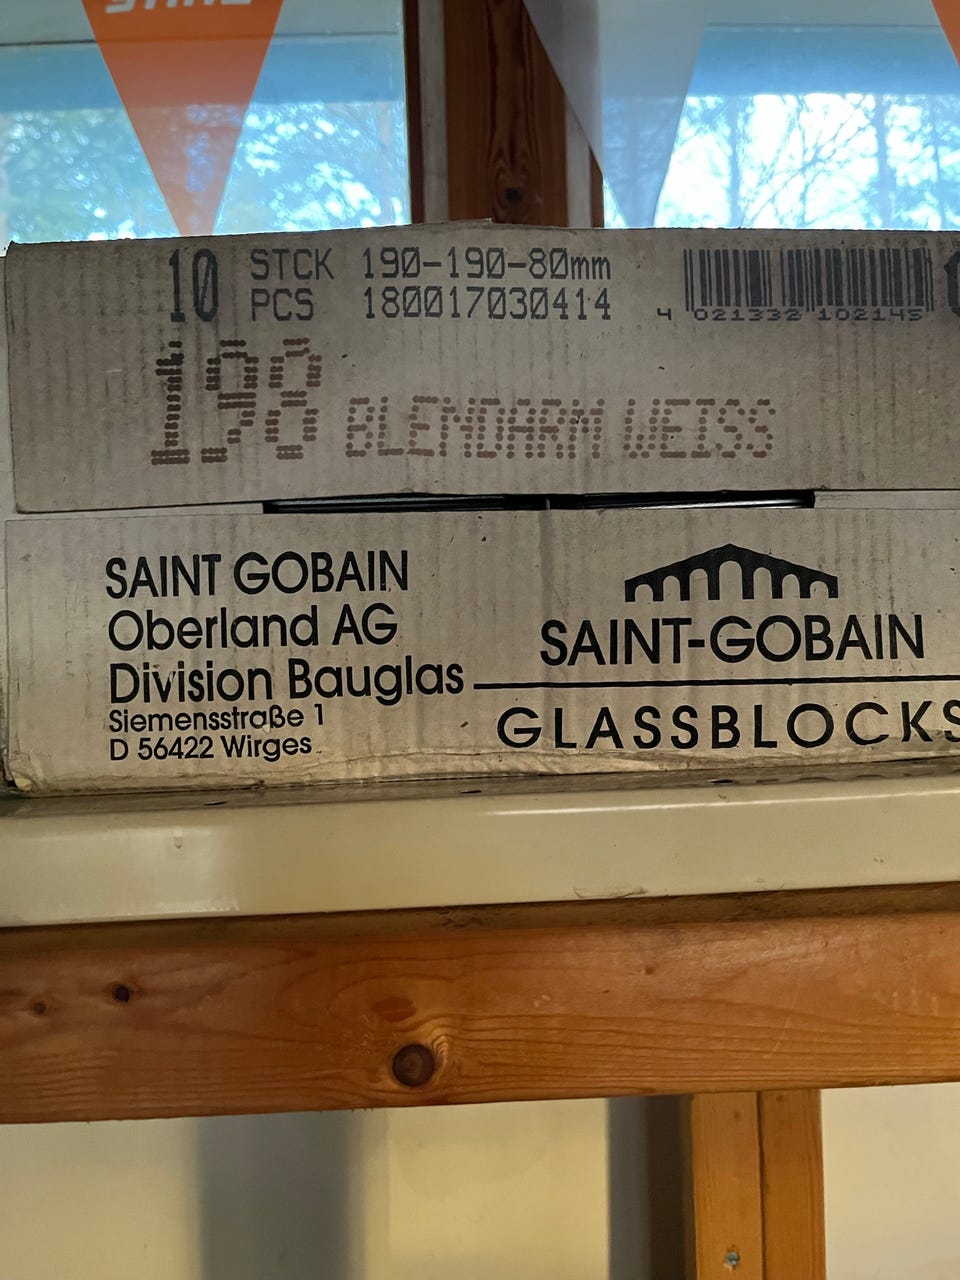 10 STCK 190-190-80mm
PCS 180017030414
4 021332 102145
198 BLENDARM WEISS
SAINT GOBAIN
Oberland AG
Division Bauglas
Siemensstraße 1
D 56422 Wirges
SAINT-GOBAIN
GLASSBLOCKS